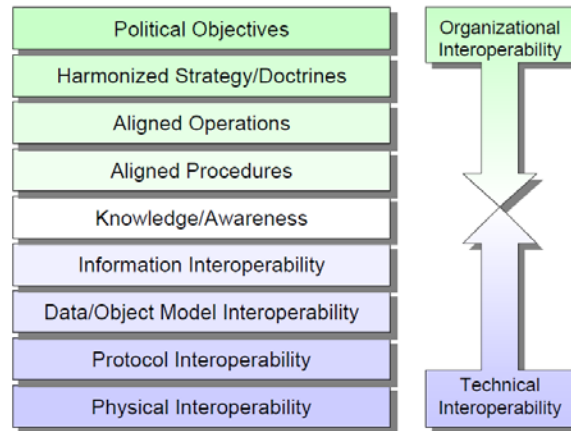 Political Objectives
Harmonized Strategy/Doctrines
Aligned Operations
Aligned Procedures
Knowledge/Awareness
Information Interoperability
Data/Object Model Interoperability
Protocol Interoperability
Physical Interoperability
Organizational
Interoperability
Technical
Interoperability